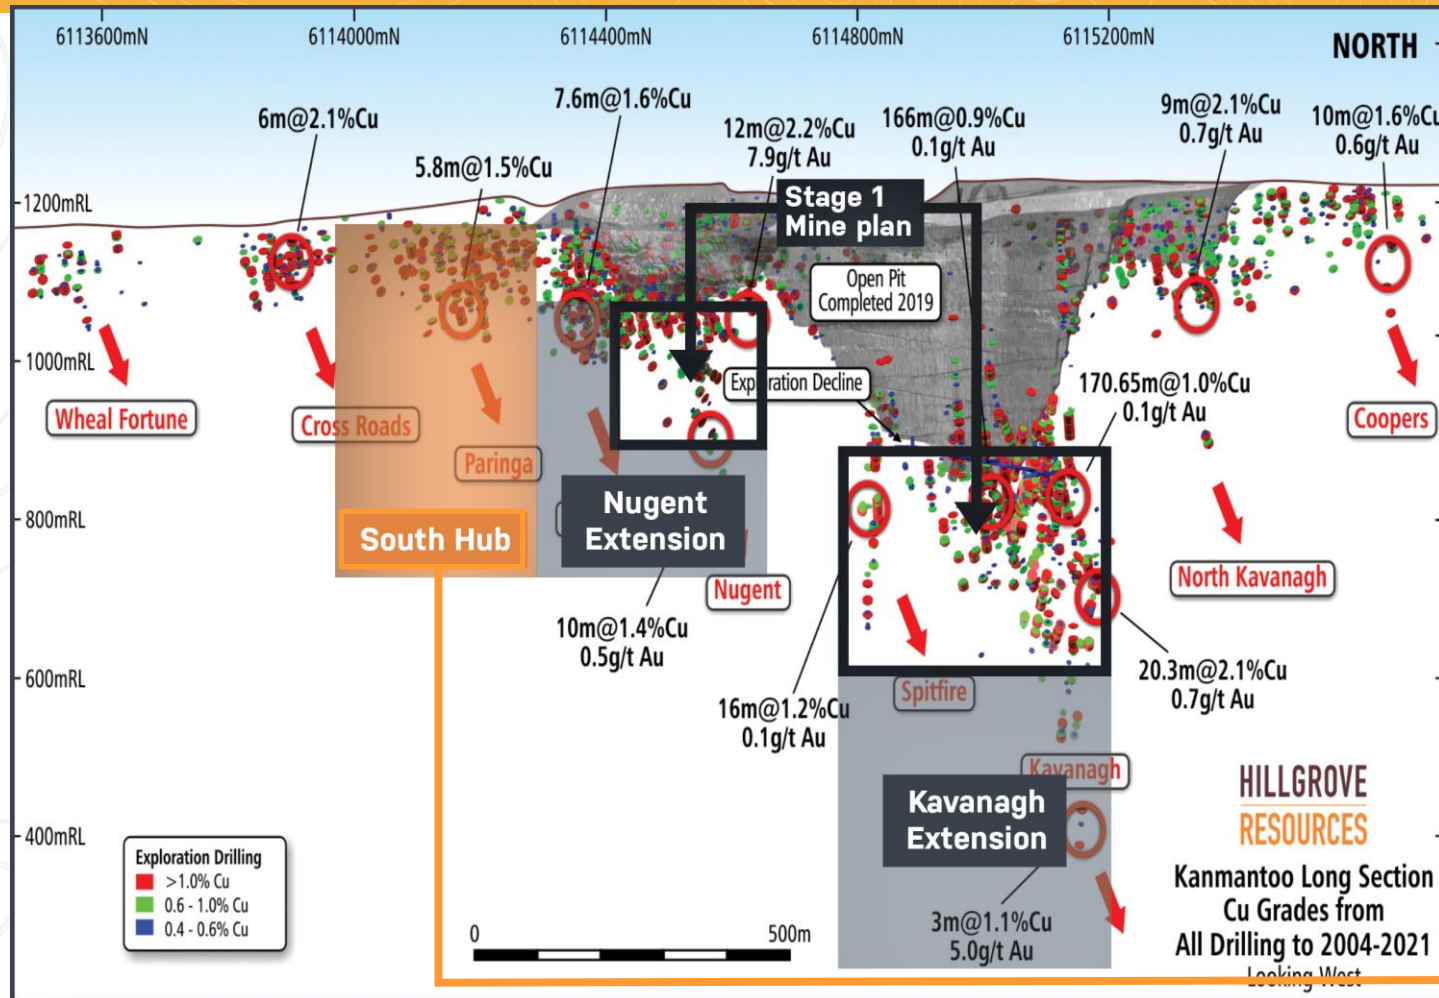 6113600mN
6114000mN
6114400mN
6114800mN
6115200mN
NORTH
6m@2.1%Cu
7.6m@1.6%Cu
5.8m@1.5%Cu
12m@2.2%Cu
7.9g/t Au
166m@0.9%Cu
0.1g/t Au
9m@2.1%Cu
0.7g/t Au
10m@1.6%Cu
0.6g/t Au
1200mRL
1000mRL
800mRL
600mRL
400mRL
Stage 1
Mine plan
Open Pit
Completed 2019
Exploration Decline
170.65m@1.0%Cu
0.1g/t Au
Wheal Fortune
Cross Roads
Paringa
Coopers
South Hub
Nugent
Extension
Nugent
North Kavanagh
10m@1.4%Cu
0.5g/t Au
16m@1.2%Cu
0.1g/t Au
Spitfire
20.3m@2.1%Cu
0.7g/t Au
Kavanagh
Kavanagh
Extension
3m@1.1%Cu
5.0g/t Au
Exploration Drilling
>1.0% Cu
0.6 - 1.0% Cu
0.4 - 0.6% Cu
0
500m
HILLGROVE
RESOURCES
Kanmantoo Long Section
Cu Grades from
All Drilling to 2004-2021
Looking West